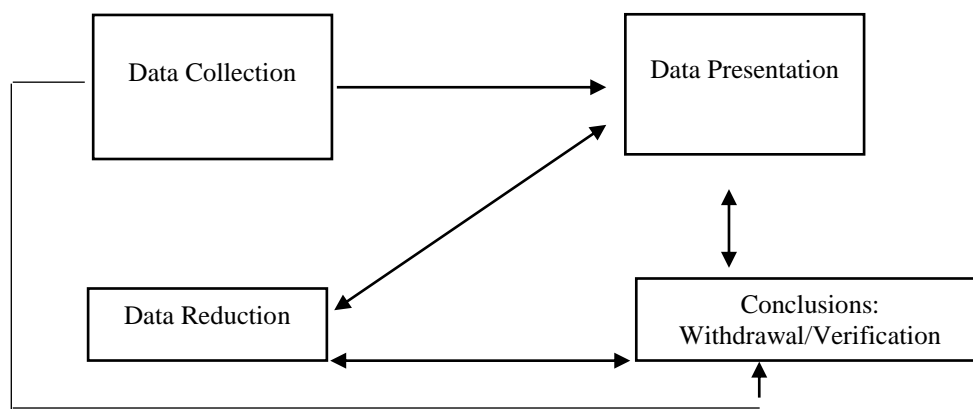 Data Collection
Data Presentation
Data Reduction
Conclusions:
Withdrawal/Verification